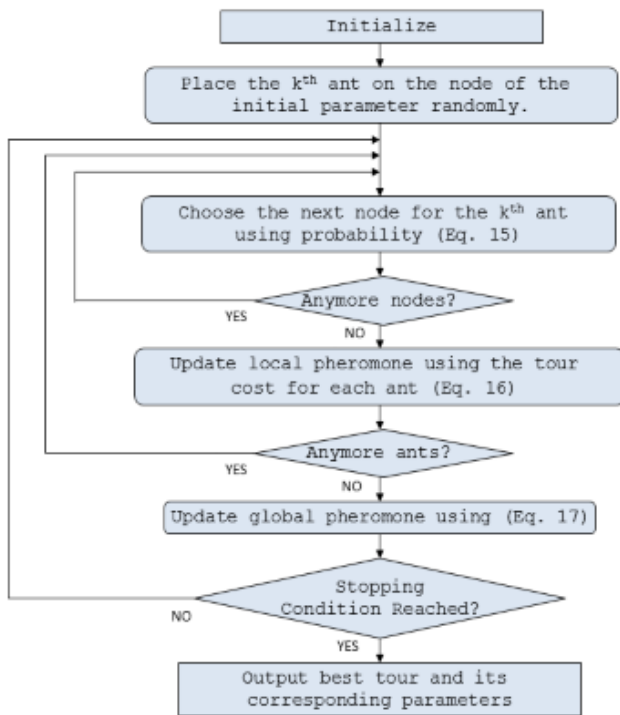 Initialize
Place the kth ant on the node of the
initial parameter randomly.
Choose the next node for the kth ant
using probability (Eq. 15)
Anymore nodes?
YES
NO
Update local pheromone using the tour
cost for each ant (Eq. 16)
Anymore ants?
YES
NO
Update global pheromone using (Eq. 17)
Stopping
Condition Reached?
NO
YES
Output best tour and its
corresponding parameters